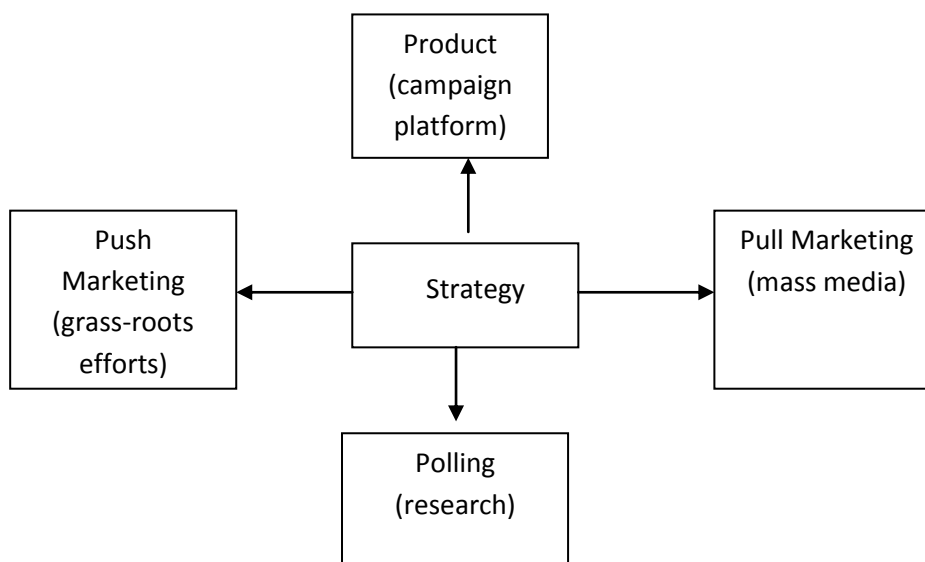 Product
(campaign
platform)
Push
Marketing
(grass-roots
efforts)
Strategy
Pull Marketing
(mass media)
Polling
(research)